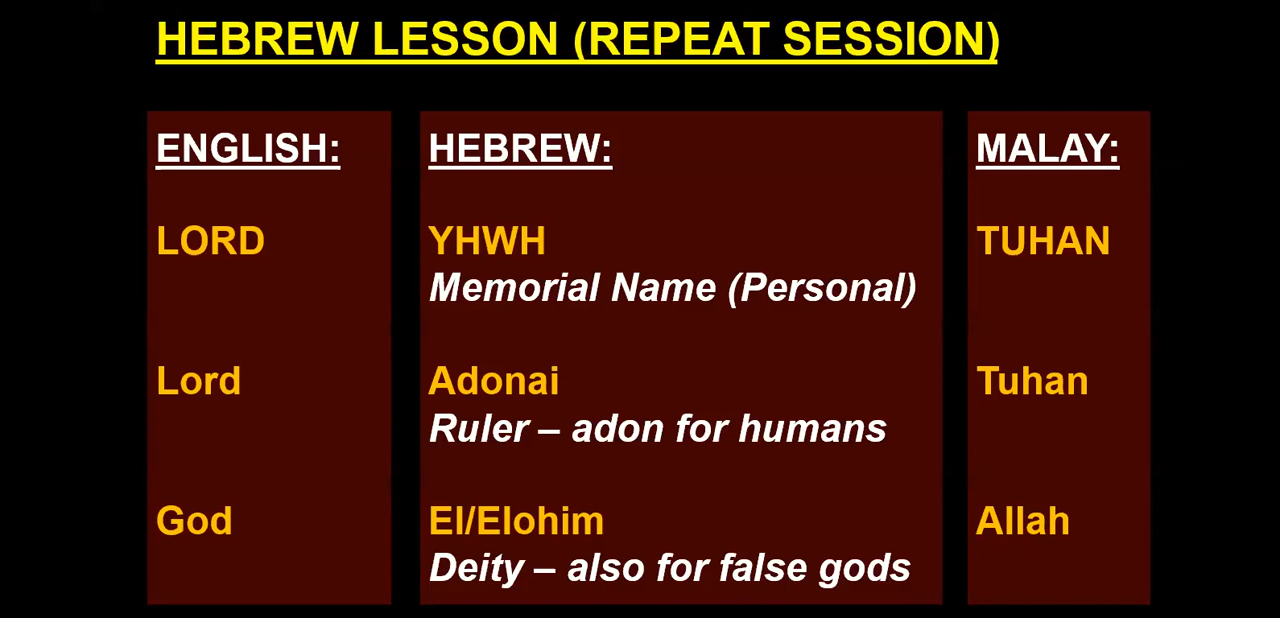 HEBREW LESSON (REPEAT SESSION)
ENGLISH:
LORD
Lord
God
HEBREW:
YHWH
Memorial Name (Personal)
Adonai
Ruler – adon for humans
El/Elohim
Deity – also for false gods
MALAY:
TUHAN
Tuhan
Allah